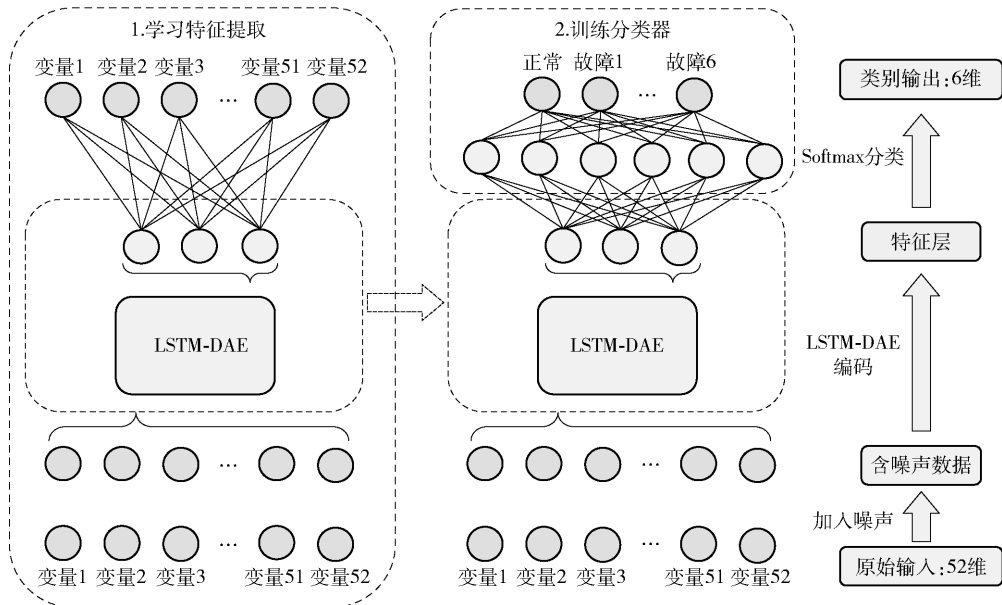 1.学习特征提取
变量1 变量2 变量3 变量51 变量52
...
LSTM-DAE
...
...
变量1 变量2 变量3 变量51 变量52
2.训练分类器
正常 故障1 故障6
...
LSTM-DAE
...
...
变量1 变量2 变量3 变量51 变量52
类别输出:6维
Softmax分类
特征层
LSTM-DAE
编码
含噪声数据
加入噪声
原始输入:52维